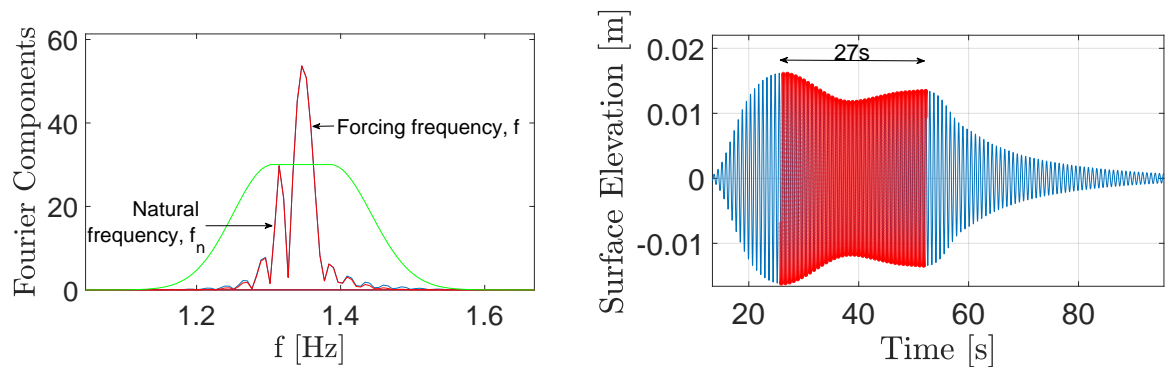 Fourier Components
60
40
20
0
Forcing frequency, f
Natural
frequency, f_n
1.2
1.4
1.6
f [Hz]
Surface Elevation [m]
0.02
0.01
0
-0.01
27s
20
40
60
80
Time [s]